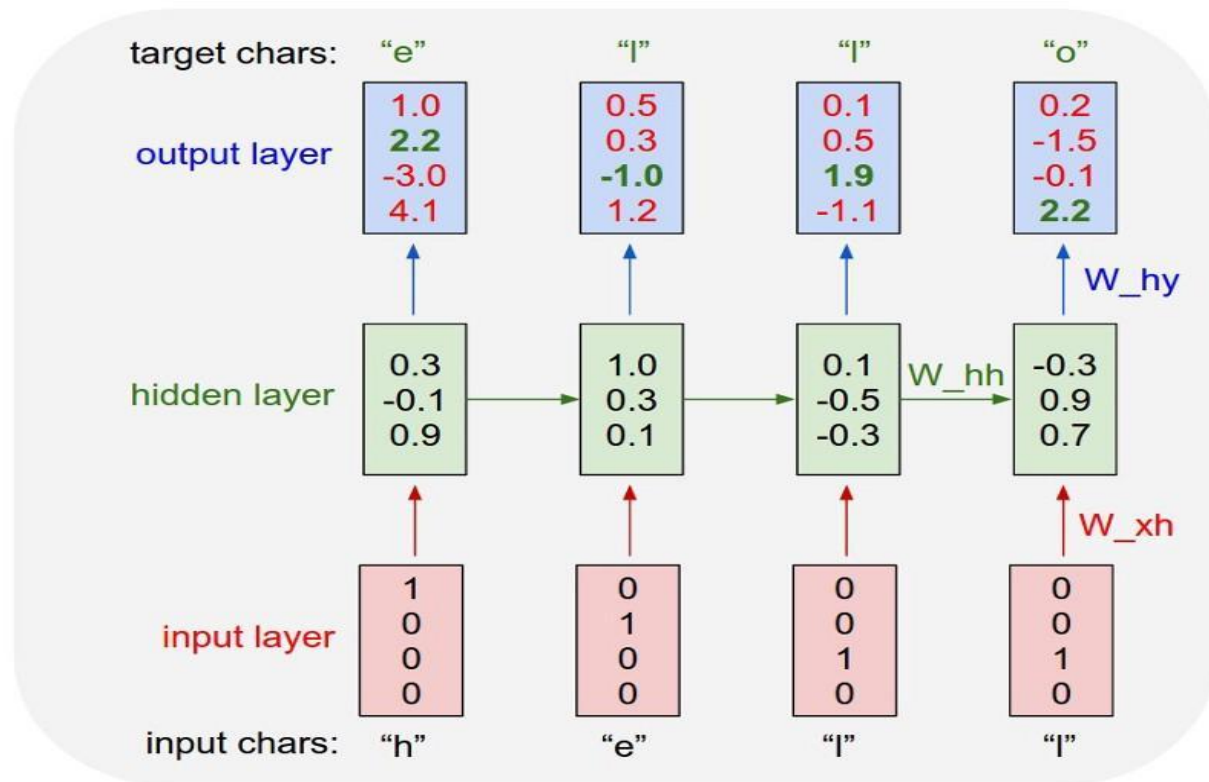 target chars: “e” “l” “l” “o”
output layer
1.0 0.5 0.1 0.2
2.2 0.3 0.5 -1.5
-3.0 -1.0 1.9 -0.1
4.1 1.2 -1.1 2.2
W_hy
hidden layer
0.3 1.0 0.1 -0.3
-0.1 0.3 -0.5 0.9
0.9 0.1 -0.3 0.7
W_hh
W_xh
input layer
1 0 0 0
0 1 0 0
0 0 1 1
0 0 0 0
input chars: “h” “e” “l” “l”